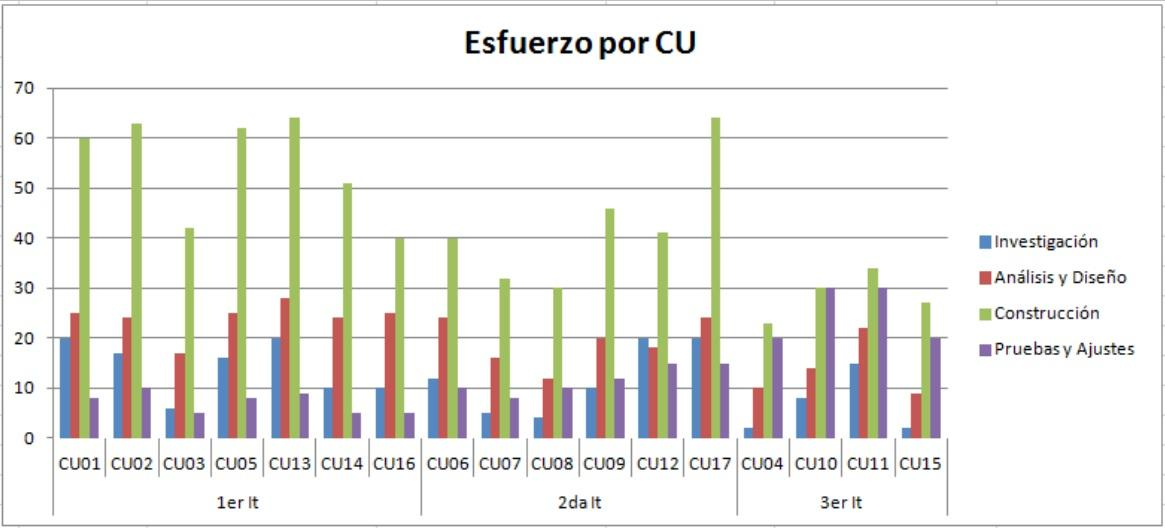 Esfuerzo por CU
70
60
50
40
30
20
10
0
CU01 CU02 CU03 CU05 CU13 CU14 CU16 CU06 CU07 CU08 CU09 CU12 CU17 CU04 CU10 CU11 CU15
1er It 2da It 3er It
Investigación
Análisis y Diseño
Construcción
Pruebas y Ajustes